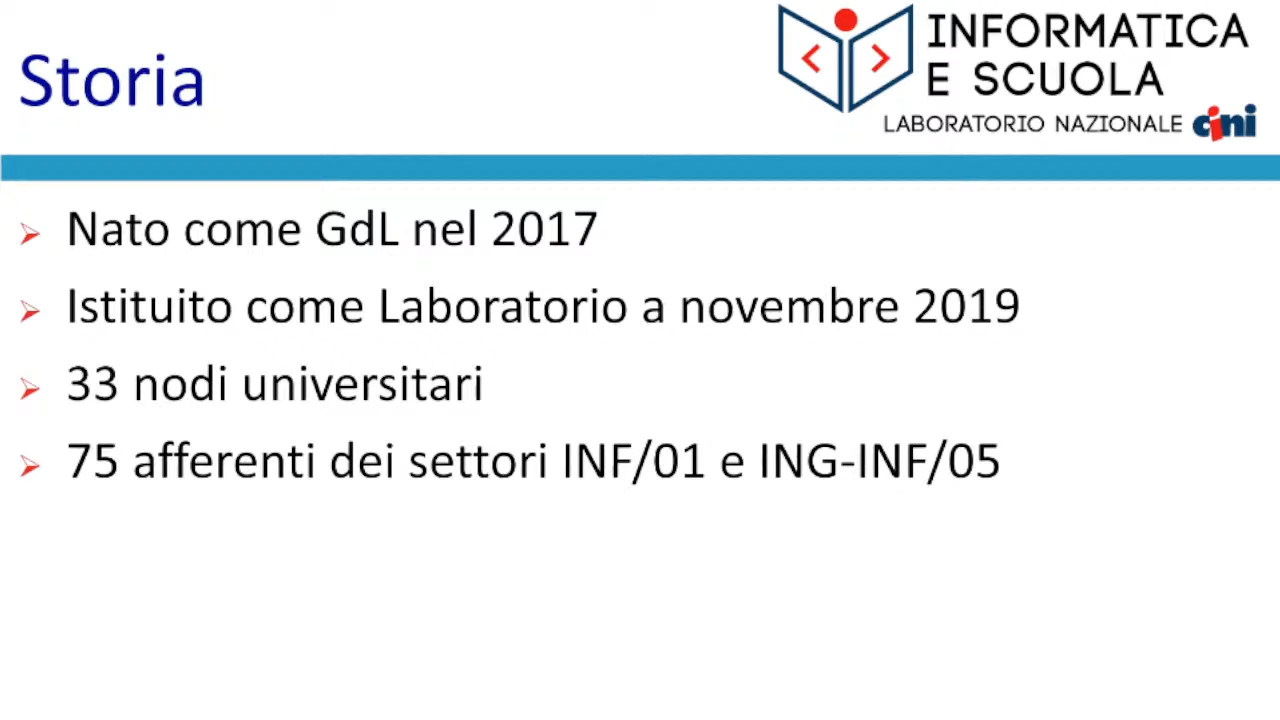 Storia
INFORMATICA
E SCUOLA
LABORATORIO NAZIONALE cini
Nato come GdL nel 2017
Istituito come Laboratorio a novembre 2019
33 nodi universitari
75 afferenti dei settori INF/01 e ING-INF/05